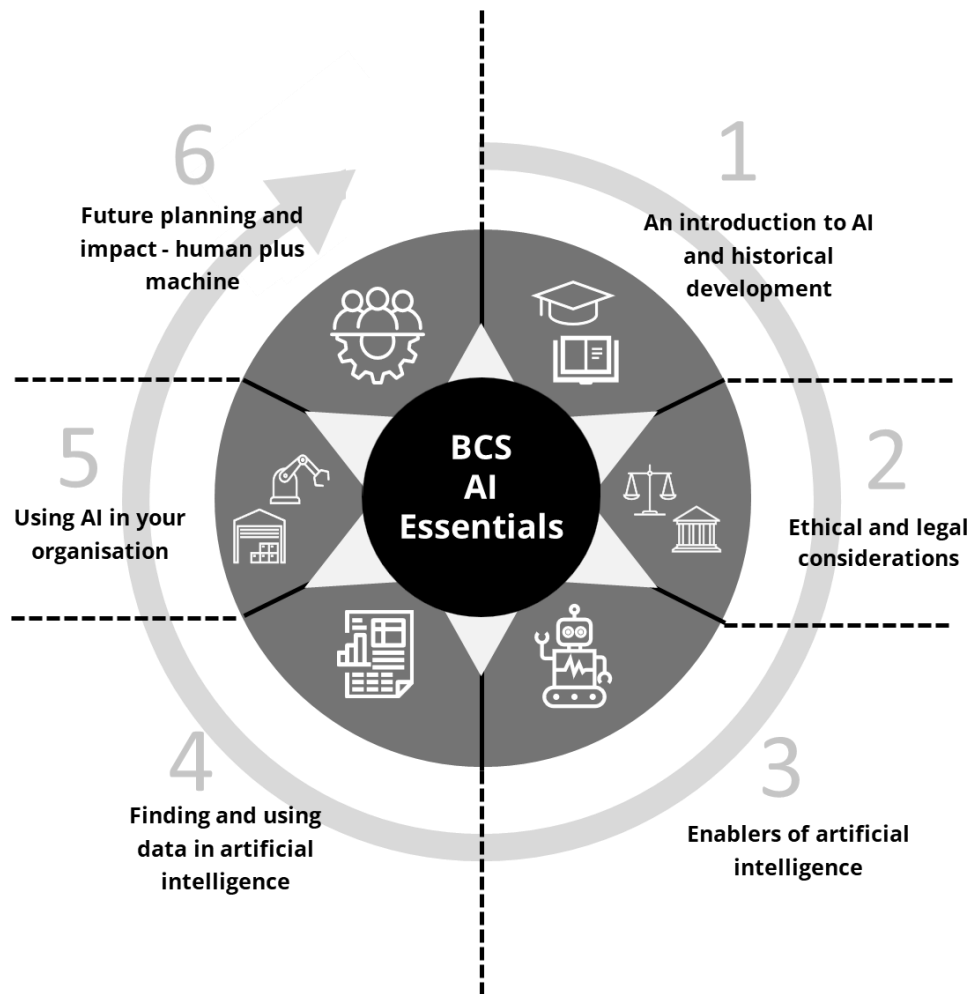 BCS
AI
Essentials
1
An introduction to AI
and historical
development
2
Ethical and legal
considerations
3
Enablers of artificial
intelligence
4
Finding and using
data in artificial
intelligence
5
Using AI in your
organisation
6
Future planning and
impact - human plus
machine